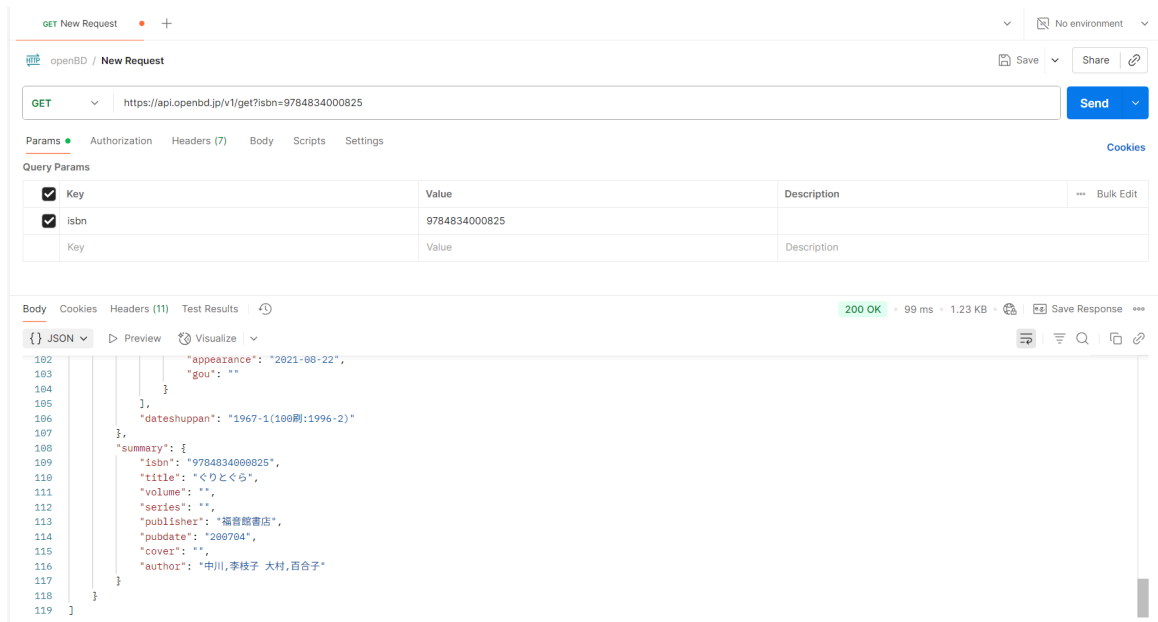 GET New Request
No environment
HTTP openBD / New Request Save Share
GET https://api.openbd.jp/v1/get?isbn=9784834000825 Send
Params Authorization Headers (7) Body Scripts Settings Cookies
Query Params
Key Value Description Bulk Edit
isbn 9784834000825
Key Value Description
Body Cookies Headers (11) Test Results 200 OK 99 ms 1.23 KB Save Response
{} JSON Preview Visualize
102 "appearance": "2021-08-22",
103 "gou": ""
104 }
105 ],
106 "dateshuppan": "1967-1(100刷:1996-2)"
107 },
108 "summary": {
109 "isbn": "9784834000825",
110 "title": "ぐりとぐら",
111 "volume": "",
112 "series": "",
113 "publisher": "福音館書店",
114 "pubdate": "200704",
115 "cover": "",
116 "author": "中川,李枝子 大村,百合子"
117 }
118 }
119 ]